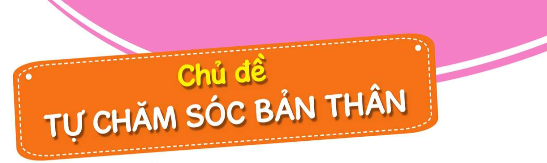 Chủ đề
TỰ CHĂM SÓC BẢN THÂN